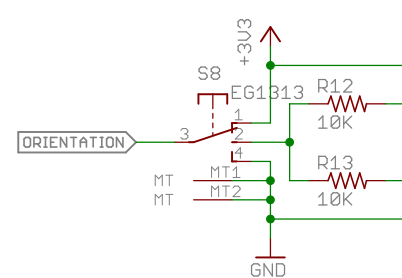 +3V3
S8
EG1313
R12
10K
1
3
2
ORIENTATION
4
R13
MT MT1
MT MT2
10K
GND